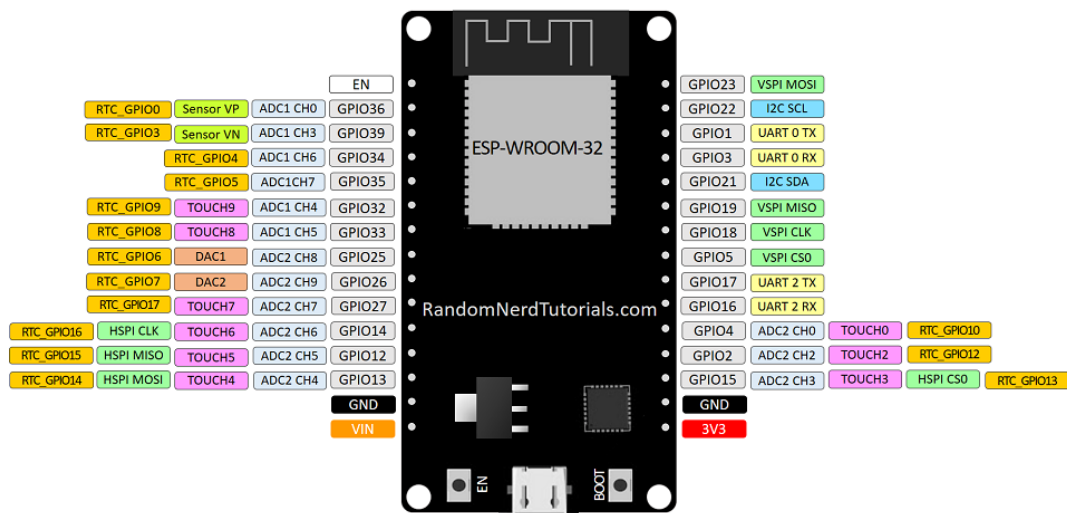 EN
RTC_GPIO0 Sensor VP ADC1 CH0 GPIO36
RTC_GPIO3 Sensor VN ADC1 CH3 GPIO39
RTC_GPIO4 ADC1 CH6 GPIO34
RTC_GPIO5 ADC1CH7 GPIO35
RTC_GPIO9 TOUCH9 ADC1 CH4 GPIO32
RTC_GPIO8 TOUCH8 ADC1 CH5 GPIO33
RTC_GPIO6 DAC1 ADC2 CH8 GPIO25
RTC_GPIO7 DAC2 ADC2 CH9 GPIO26
RTC_GPIO17 TOUCH7 ADC2 CH7 GPIO27
RTC_GPIO16 HSPI CLK TOUCH6 ADC2 CH6 GPIO14
RTC_GPIO15 HSPI MISO TOUCH5 ADC2 CH5 GPIO12
RTC_GPIO14 HSPI MOSI TOUCH4 ADC2 CH4 GPIO13
GND
VIN
ESP-WROOM-32
RandomNerdTutorials.com
EN
BOOT
GPIO23 VSPI MOSI
GPIO22 I2C SCL
GPIO1 UART 0 TX
GPIO3 UART 0 RX
GPIO21 I2C SDA
GPIO19 VSPI MISO
GPIO18 VSPI CLK
GPIO5 VSPI CS0
GPIO17 UART 2 TX
GPIO16 UART 2 RX
GPIO4 ADC2 CH0 TOUCH0 RTC_GPIO10
GPIO2 ADC2 CH2 TOUCH2 RTC_GPIO12
GPIO15 ADC2 CH3 TOUCH3 HSPI CS0 RTC_GPIO13
GND
3V3